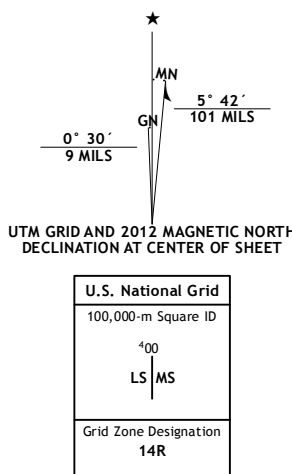 MN
5° 42´
101 MILS
GN
0° 30´
9 MILS
UTM GRID AND 2012 MAGNETIC NORTH
DECLINATION AT CENTER OF SHEET
U.S. National Grid
100,000-m Square ID
⁴00
LS MS
Grid Zone Designation
14R